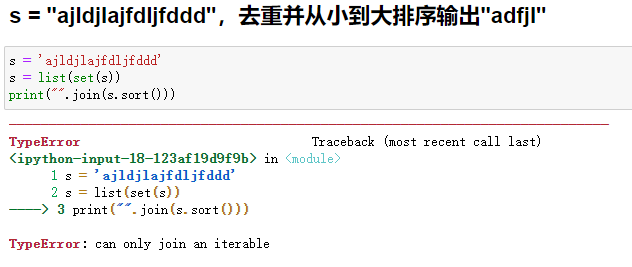 s = "ajldjlajfdljfddd"，去重并从小到大排序输出"adfjl"
s = 'ajldjlajfdljfddd'
s = list(set(s))
print("".join(s.sort()))
TypeError Traceback (most recent call last)
<ipython-input-18-123af19d9f9b> in <module>
1 s = 'ajldjlajfdljfddd'
2 s = list(set(s))
----> 3 print("".join(s.sort()))
TypeError: can only join an iterable